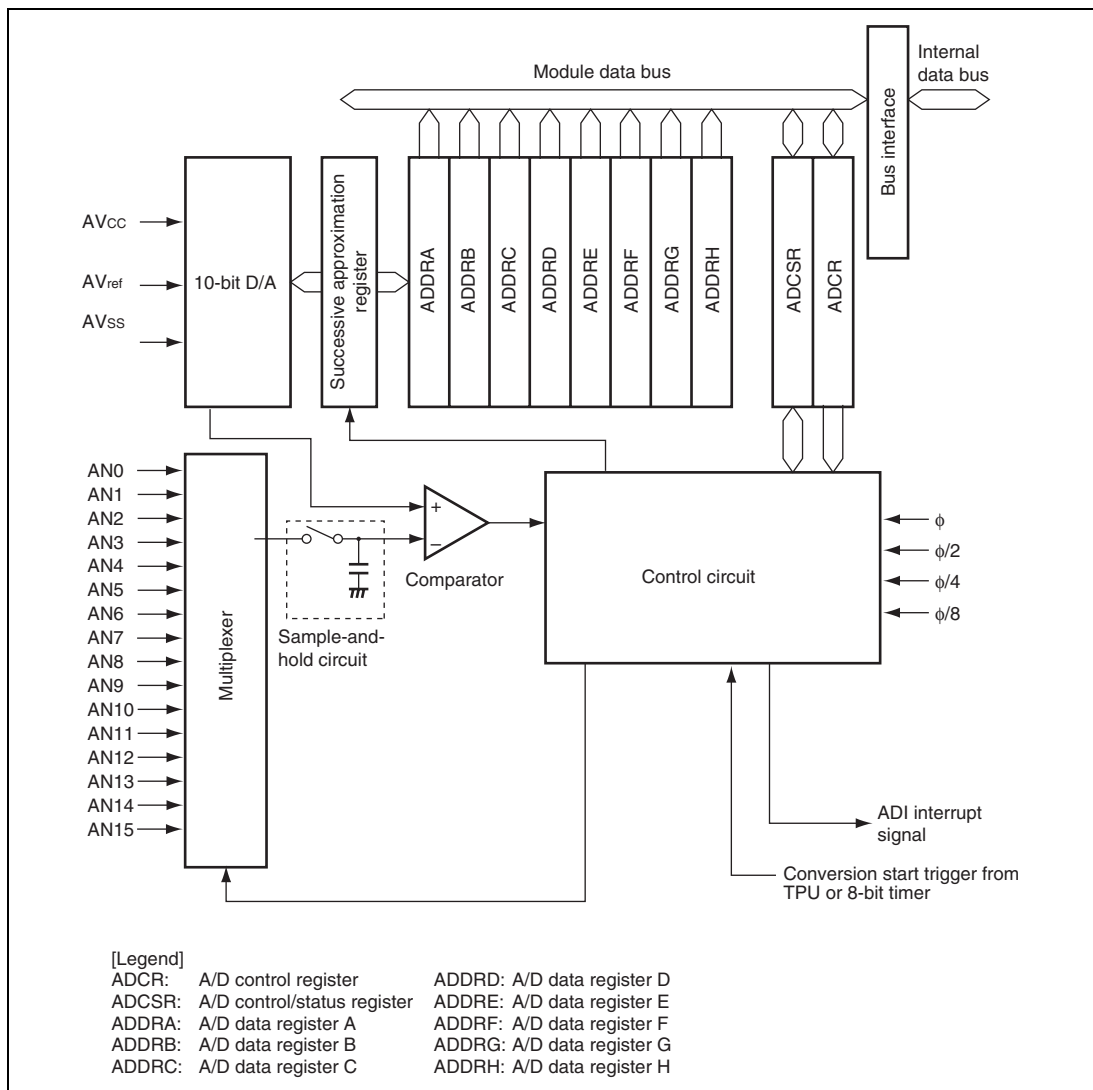 Module data bus
Internal
data bus
Bus interface
AVCC
AVref
AVSS
10-bit D/A
Successive approximation
register
ADDRA
ADDRB
ADDRC
ADDRD
ADDRE
ADDRF
ADDRG
ADDRH
ADCSR
ADCR
AN0
AN1
AN2
AN3
AN4
AN5
AN6
AN7
AN8
AN9
AN10
AN11
AN12
AN13
AN14
AN15
Multiplexer
+
−
Comparator
Sample-and-
hold circuit
Control circuit
ϕ
ϕ/2
ϕ/4
ϕ/8
ADI interrupt
signal
Conversion start trigger from
TPU or 8-bit timer
[Legend]
ADCR: A/D control register
ADCSR: A/D control/status register
ADDRA: A/D data register A
ADDRB: A/D data register B
ADDRC: A/D data register C
ADDRD: A/D data register D
ADDRE: A/D data register E
ADDRF: A/D data register F
ADDRG: A/D data register G
ADDRH: A/D data register H